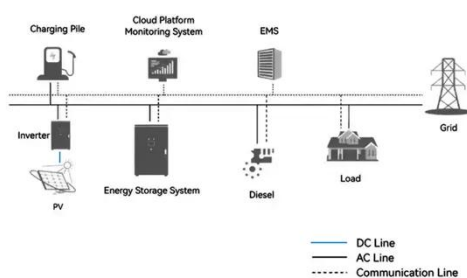 Charging Pile
Cloud Platform
Monitoring System
EMS
Grid
Inverter
PV
Energy Storage System
Diesel
Load
DC Line
AC Line
Communication Line